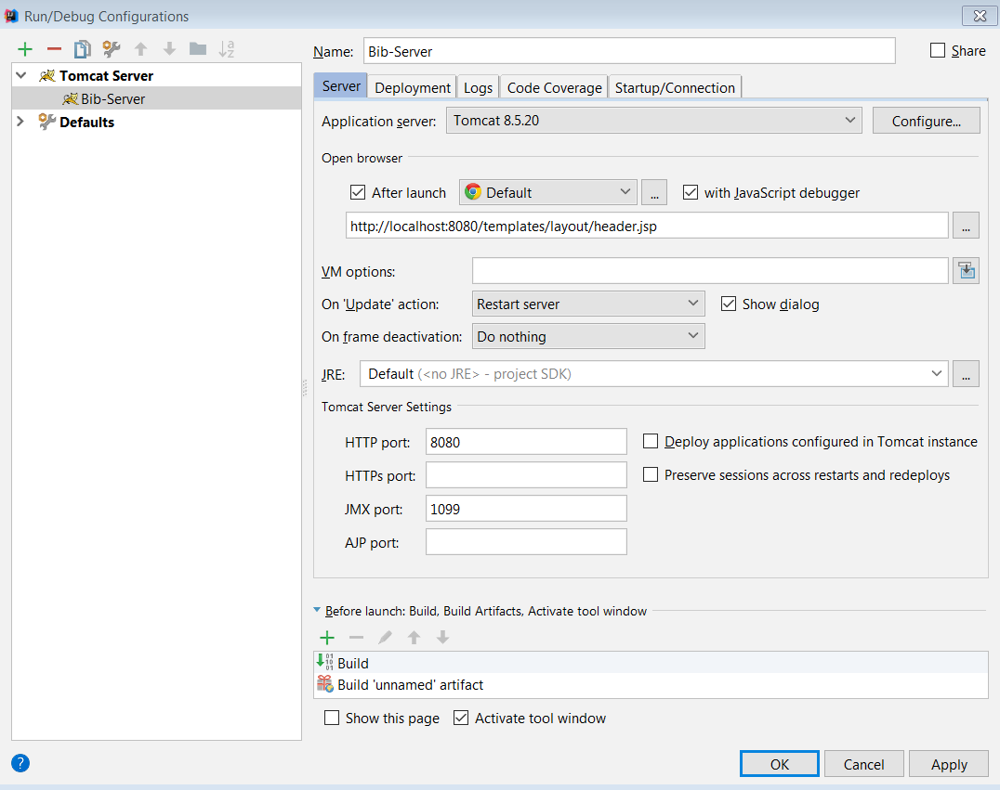 Run/Debug Configurations
Name: Bib-Server Share
Tomcat Server
Bib-Server
Defaults
Server Deployment Logs Code Coverage Startup/Connection
Application server: Tomcat 8.5.20 Configure...
Open browser
After launch Default ... with JavaScript debugger
http://localhost:8080/templates/layout/header.jsp ...
VM options:
On 'Update' action: Restart server Show dialog
On frame deactivation: Do nothing
JRE: Default (<no JRE> - project SDK) ...
Tomcat Server Settings
HTTP port: 8080 Deploy applications configured in Tomcat instance
HTTPs port: Preserve sessions across restarts and redeploys
JMX port: 1099
AJP port:
Before launch: Build, Build Artifacts, Activate tool window
Build
Build 'unnamed' artifact
Show this page Activate tool window
? OK Cancel Apply